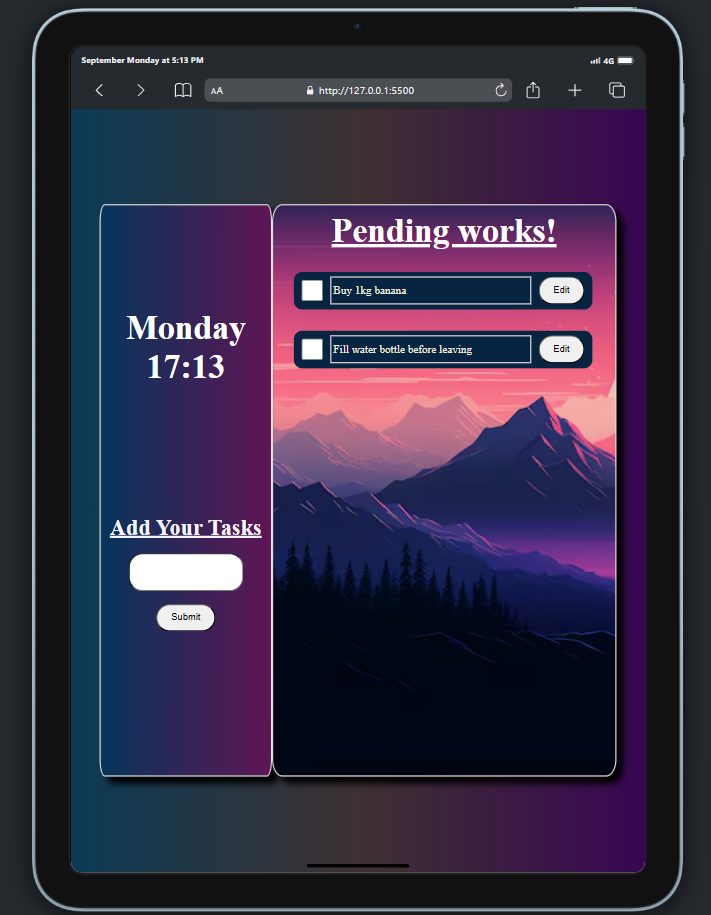 September Monday at 5:13 PM
4G
AA
http://127.0.0.1:5500
Monday
17:13
Add Your Tasks
Submit
Pending works!
Buy 1kg banana
Edit
Fill water bottle before leaving
Edit